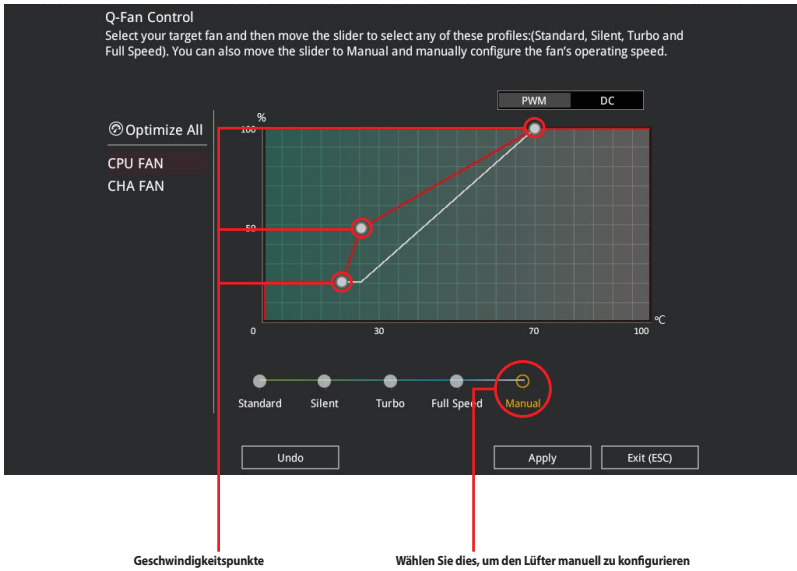 Q-Fan Control
Select your target fan and then move the slider to select any of these profiles:(Standard, Silent, Turbo and
Full Speed). You can also move the slider to Manual and manually configure the fan's operating speed.
PWM DC
Optimize All
CPU FAN
CHA FAN
%
100
50
0 30 70 100
ºC
Standard Silent Turbo Full Speed Manual
Undo Apply Exit (ESC)
Geschwindigkeitspunkte Wählen Sie dies, um den Lüfter manuell zu konfigurieren